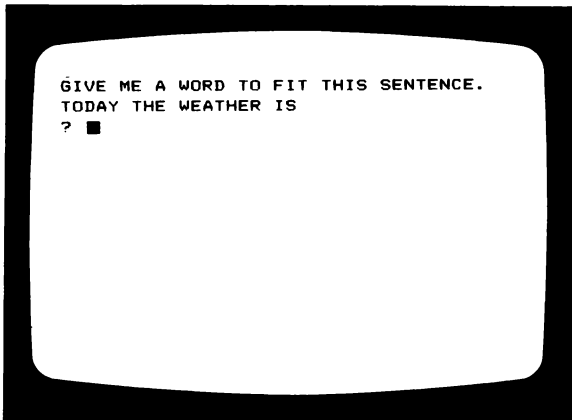 GIVE ME A WORD TO FIT THIS SENTENCE.
TODAY THE WEATHER IS
? ■